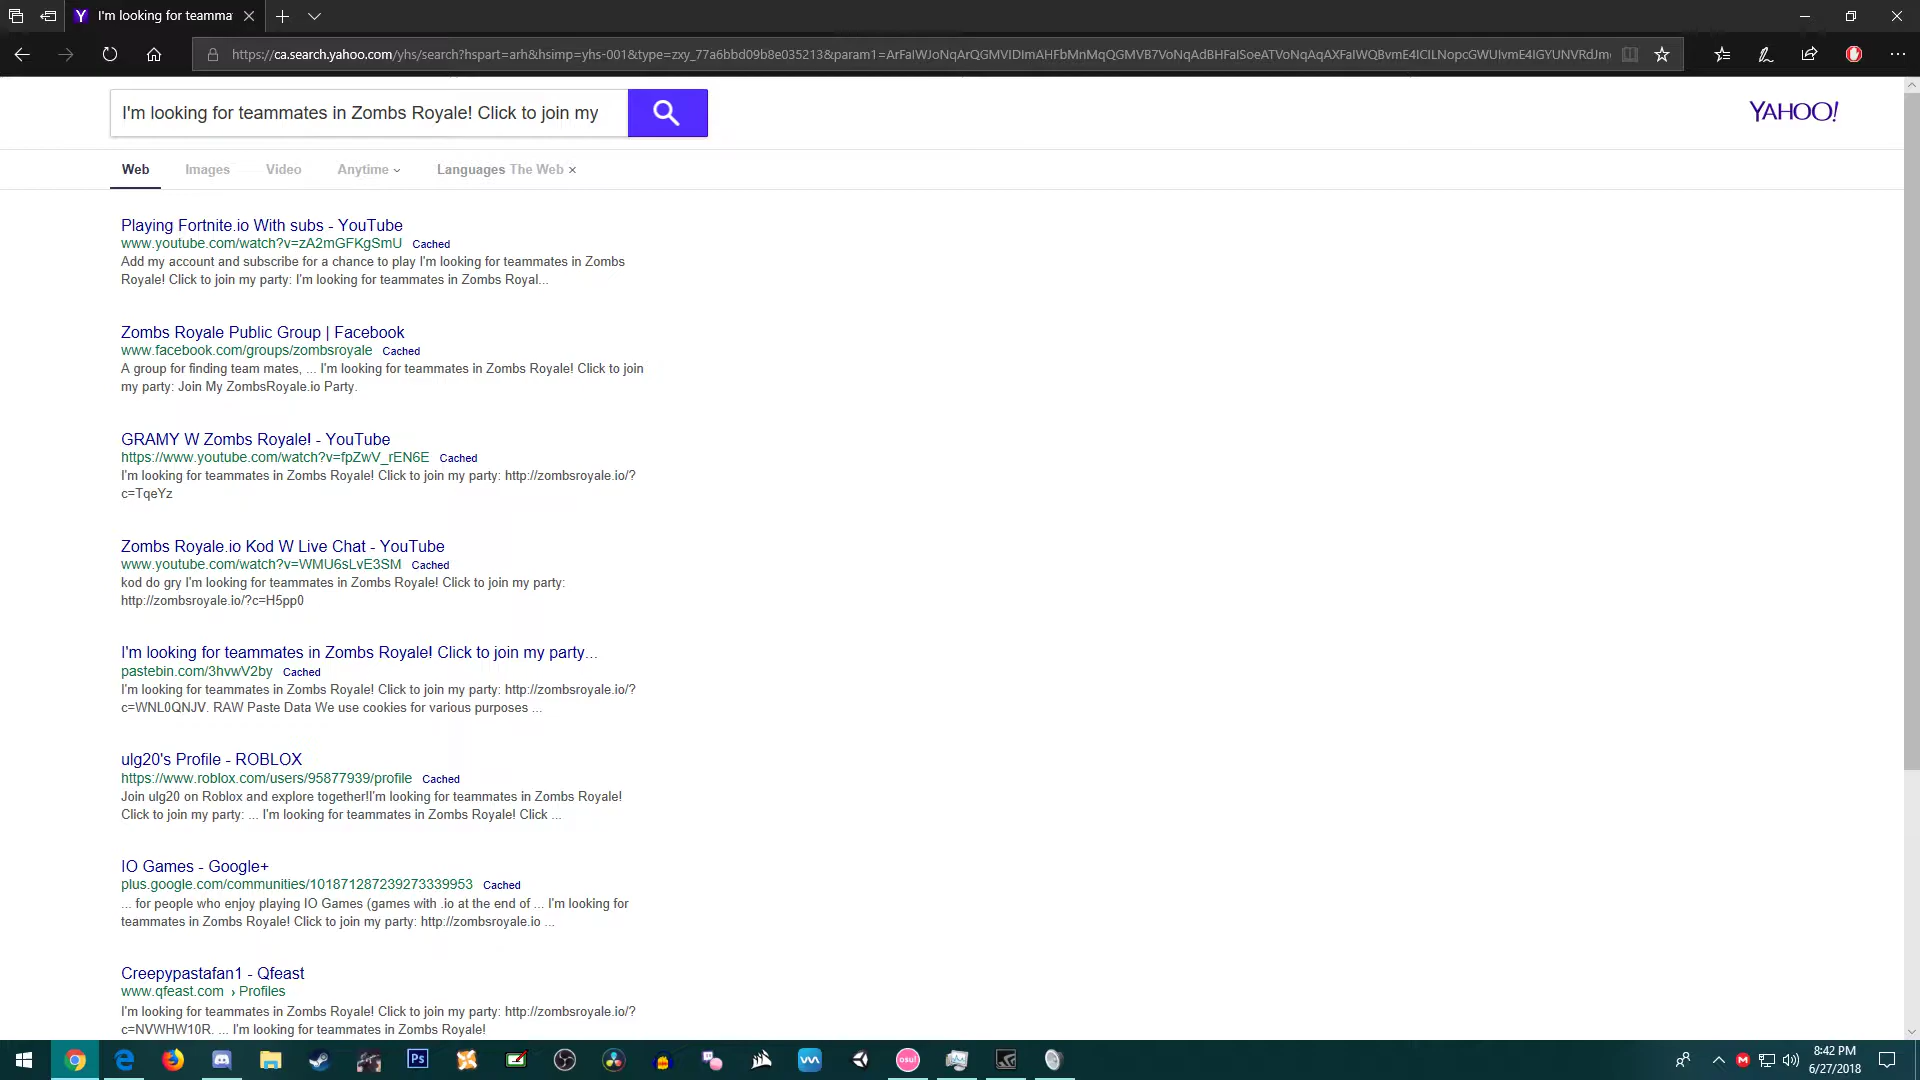 I'm looking for teamma
https://ca.search.yahoo.com/yhs/search?hspart=arh&hsimp=yhs-001&type=zxy_77a6bbd09b8e035213&param1=
I'm looking for teammates in Zombs Royale! Click to join my
YAHOO!
Web Images Video Anytime Languages The Web ×
Playing Fortnite.io With subs - YouTube
www.youtube.com/watch?v=zA2mGFKgSmU Cached
Add my account and subscribe for a chance to play I'm looking for teammates in Zombs
Royale! Click to join my party: I'm looking for teammates in Zombs Royal...
Zombs Royale Public Group | Facebook
www.facebook.com/groups/zombsroyale Cached
A group for finding team mates, ... I'm looking for teammates in Zombs Royale! Click to join
my party: Join My ZombsRoyale.io Party.
GRAMY W Zombs Royale! - YouTube
https://www.youtube.com/watch?v=fpZwV_rEN6E Cached
I'm looking for teammates in Zombs Royale! Click to join my party: http://zombsroyale.io/?
c=TqeYz
Zombs Royale.io Kod W Live Chat - YouTube
www.youtube.com/watch?v=WMU6sLvE3SM Cached
kod do gry I'm looking for teammates in Zombs Royale! Click to join my party:
http://zombsroyale.io/?c=H5pp0
I'm looking for teammates in Zombs Royale! Click to join my party...
pastebin.com/3hvwV2by Cached
I'm looking for teammates in Zombs Royale! Click to join my party: http://zombsroyale.io/?
c=WNL0QNJV. RAW Paste Data We use cookies for various purposes ...
ulg20's Profile - ROBLOX
https://www.roblox.com/users/95877939/profile Cached
Join ulg20 on Roblox and explore together!I'm looking for teammates in Zombs Royale!
Click to join my party: ... I'm looking for teammates in Zombs Royale! Click ...
IO Games - Google+
plus.google.com/communities/101871287239273339953 Cached
... for people who enjoy playing IO Games (games with .io at the end of ... I'm looking for
teammates in Zombs Royale! Click to join my party: http://zombsroyale.io ...
Creepypastafan1 - Qfeast
www.qfeast.com › Profiles
I'm looking for teammates in Zombs Royale! Click to join my party: http://zombsroyale.io/?
c=NVWHW10R. ... I'm looking for teammates in Zombs Royale!
Ps
osu!
8:42 PM
6/27/2018